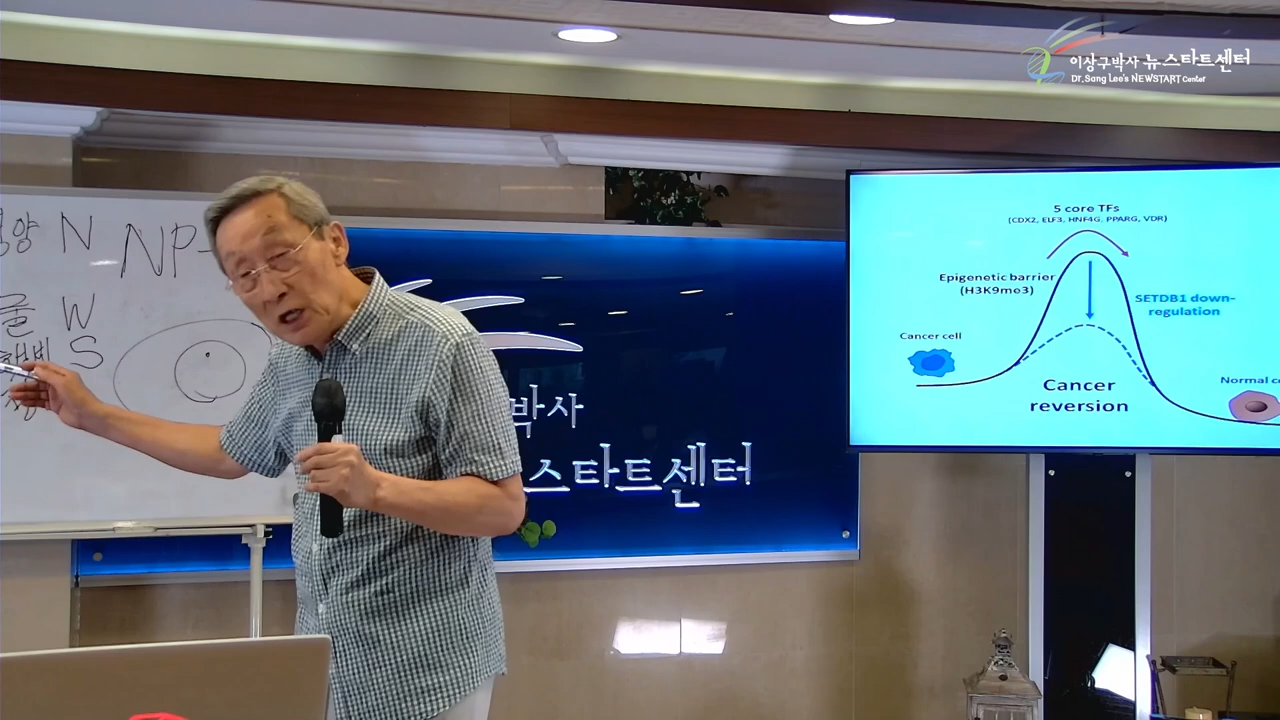 이상구박사 뉴스타트센터
Dr. Sang Lee's NEWSTART Center
N NP
W
S
박사
스타트센터
5 core TFs
(CDX2, ELF3, HNF4G, PPARG, VDR)
Epigenetic barrier
(H3K9me3)
SETDB1 down-
regulation
Cancer cell
Cancer
reversion
Normal